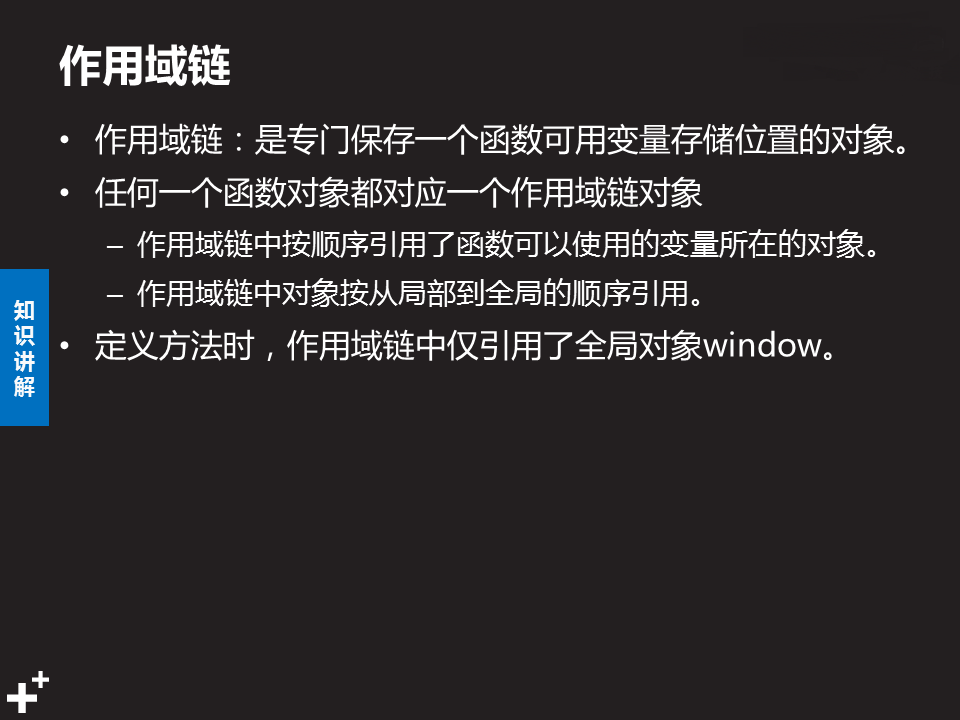 作用域链
• 作用域链：是专门保存一个函数可用变量存储位置的对象。
• 任何一个函数对象都对应一个作用域链对象
– 作用域链中按顺序引用了函数可以使用的变量所在的对象。
– 作用域链中对象按从局部到全局的顺序引用。
• 定义方法时，作用域链中仅引用了全局对象window。
知识讲解